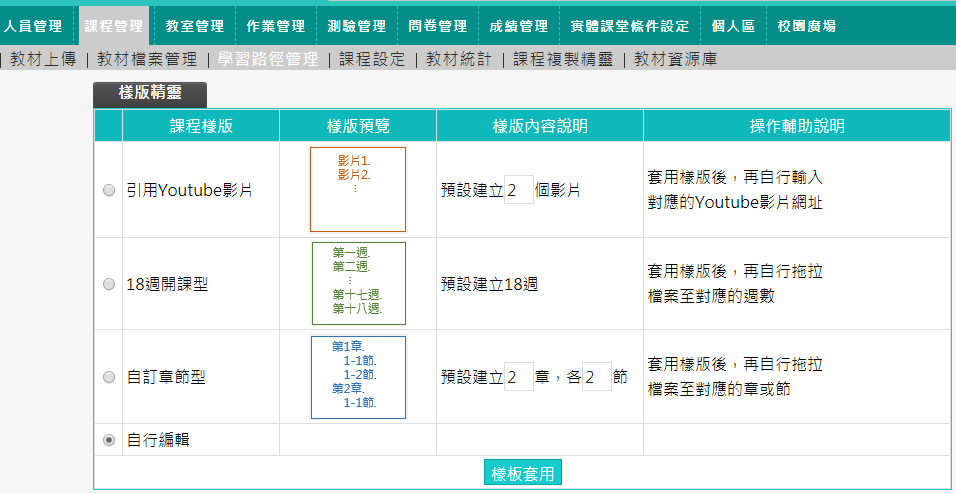 人員管理 課程管理 教室管理 作業管理 測驗管理 問卷管理 成績管理 實體課堂條件設定 個人區 校園廣場
| 教材上傳 | 教材檔案管理 | 學習路徑管理 | 課程設定 | 教材統計 | 課程複製精靈 | 教材資源庫
樣版精靈
課程樣版 樣版預覽 樣版內容說明 操作輔助說明
引用Youtube影片
影片1.
影片2.
⋮
預設建立 2 個影片
套用樣版後,再自行輸入
對應的Youtube影片網址
18週開課型
第一週.
第二週.
⋮
第十七週.
第十八週.
預設建立18週
套用樣版後,再自行拖拉
檔案至對應的週數
自訂章節型
第1章.
1-1節.
1-2節.
第2章.
1-1節.
預設建立 2 章,各 2 節
套用樣版後,再自行拖拉
檔案至對應的章或節
自行編輯
樣板套用